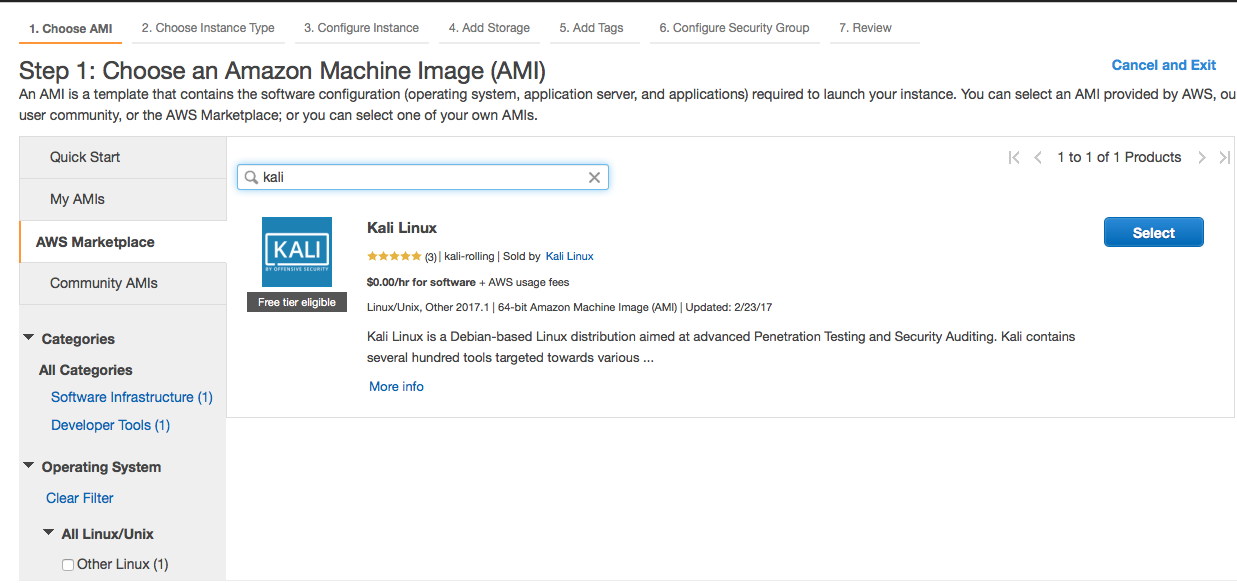 1. Choose AMI 2. Choose Instance Type 3. Configure Instance 4. Add Storage 5. Add Tags 6. Configure Security Group 7. Review
Step 1: Choose an Amazon Machine Image (AMI)
Cancel and Exit
An AMI is a template that contains the software configuration (operating system, application server, and applications) required to launch your instance. You can select an AMI provided by AWS, ou
user community, or the AWS Marketplace; or you can select one of your own AMIs.
Quick Start
My AMIs
AWS Marketplace
Community AMIs
Categories
All Categories
Software Infrastructure (1)
Developer Tools (1)
Operating System
Clear Filter
All Linux/Unix
Other Linux (1)
kali
1 to 1 of 1 Products
KALI
BY OFFENSIVE SECURITY
Free tier eligible
Kali Linux
(3) | kali-rolling | Sold by Kali Linux
$0.00/hr for software + AWS usage fees
Linux/Unix, Other 2017.1 | 64-bit Amazon Machine Image (AMI) | Updated: 2/23/17
Kali Linux is a Debian-based Linux distribution aimed at advanced Penetration Testing and Security Auditing. Kali contains
several hundred tools targeted towards various ...
More info
Select